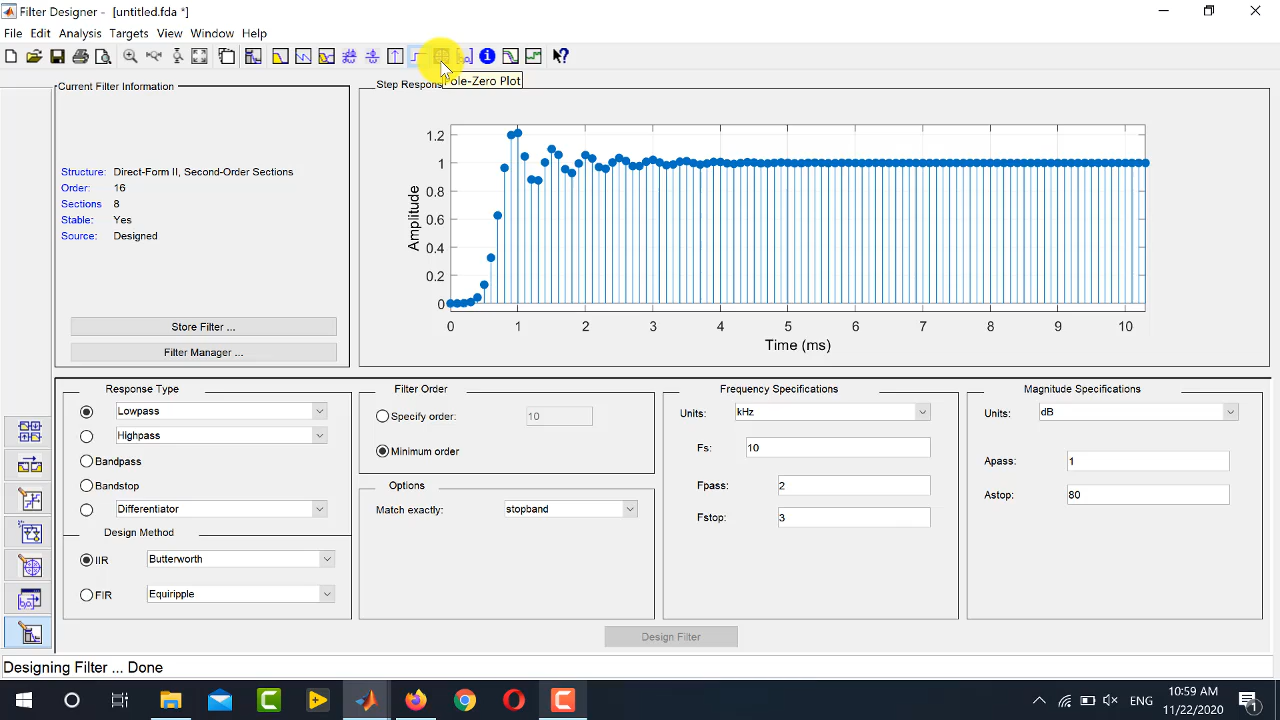 Filter Designer - [untitled.fda *]
File Edit Analysis Targets View Window Help
Pole-Zero Plot
Current Filter Information
Structure: Direct-Form II, Second-Order Sections
Order: 16
Sections 8
Stable: Yes
Source: Designed
Store Filter ...
Filter Manager ...
Step Respons
1.2
1
0.8
0.6
0.4
0.2
0
Amplitude
0 1 2 3 4 5 6 7 8 9 10
Time (ms)
Response Type
Lowpass
Highpass
Bandpass
Bandstop
Differentiator
Design Method
IIR Butterworth
FIR Equiripple
Filter Order
Specify order: 10
Minimum order
Options
Match exactly: stopband
Frequency Specifications
Units: kHz
Fs: 10
Fpass: 2
Fstop: 3
Magnitude Specifications
Units: dB
Apass: 1
Astop: 80
Design Filter
Designing Filter ... Done
ENG
10:59 AM
11/22/2020
1